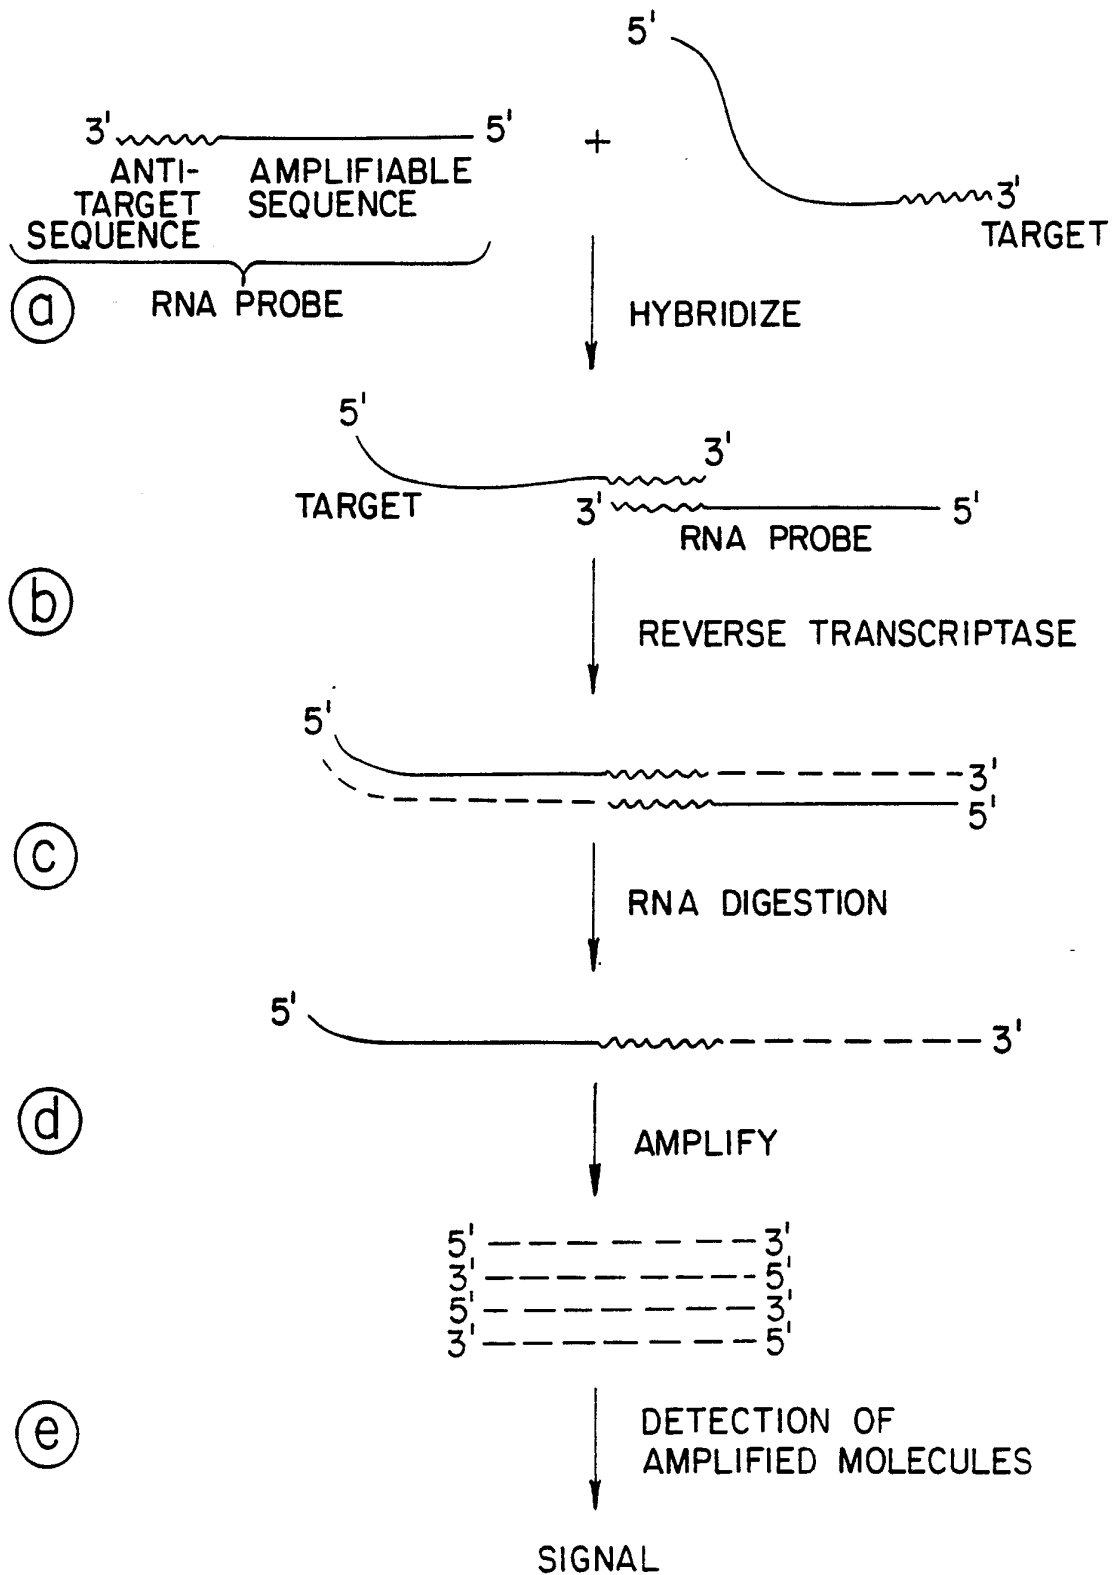 5'
3'
5'
+
ANTI-
TARGET
SEQUENCE
AMPLIFIABLE
SEQUENCE
3'
TARGET
RNA PROBE
a
HYBRIDIZE
5'
3'
TARGET
3'
5'
RNA PROBE
b
REVERSE TRANSCRIPTASE
5'
3'
5'
c
RNA DIGESTION
5'
3'
d
AMPLIFY
5' 3'
3' 5'
5' 3'
3' 5'
e
DETECTION OF
AMPLIFIED MOLECULES
SIGNAL